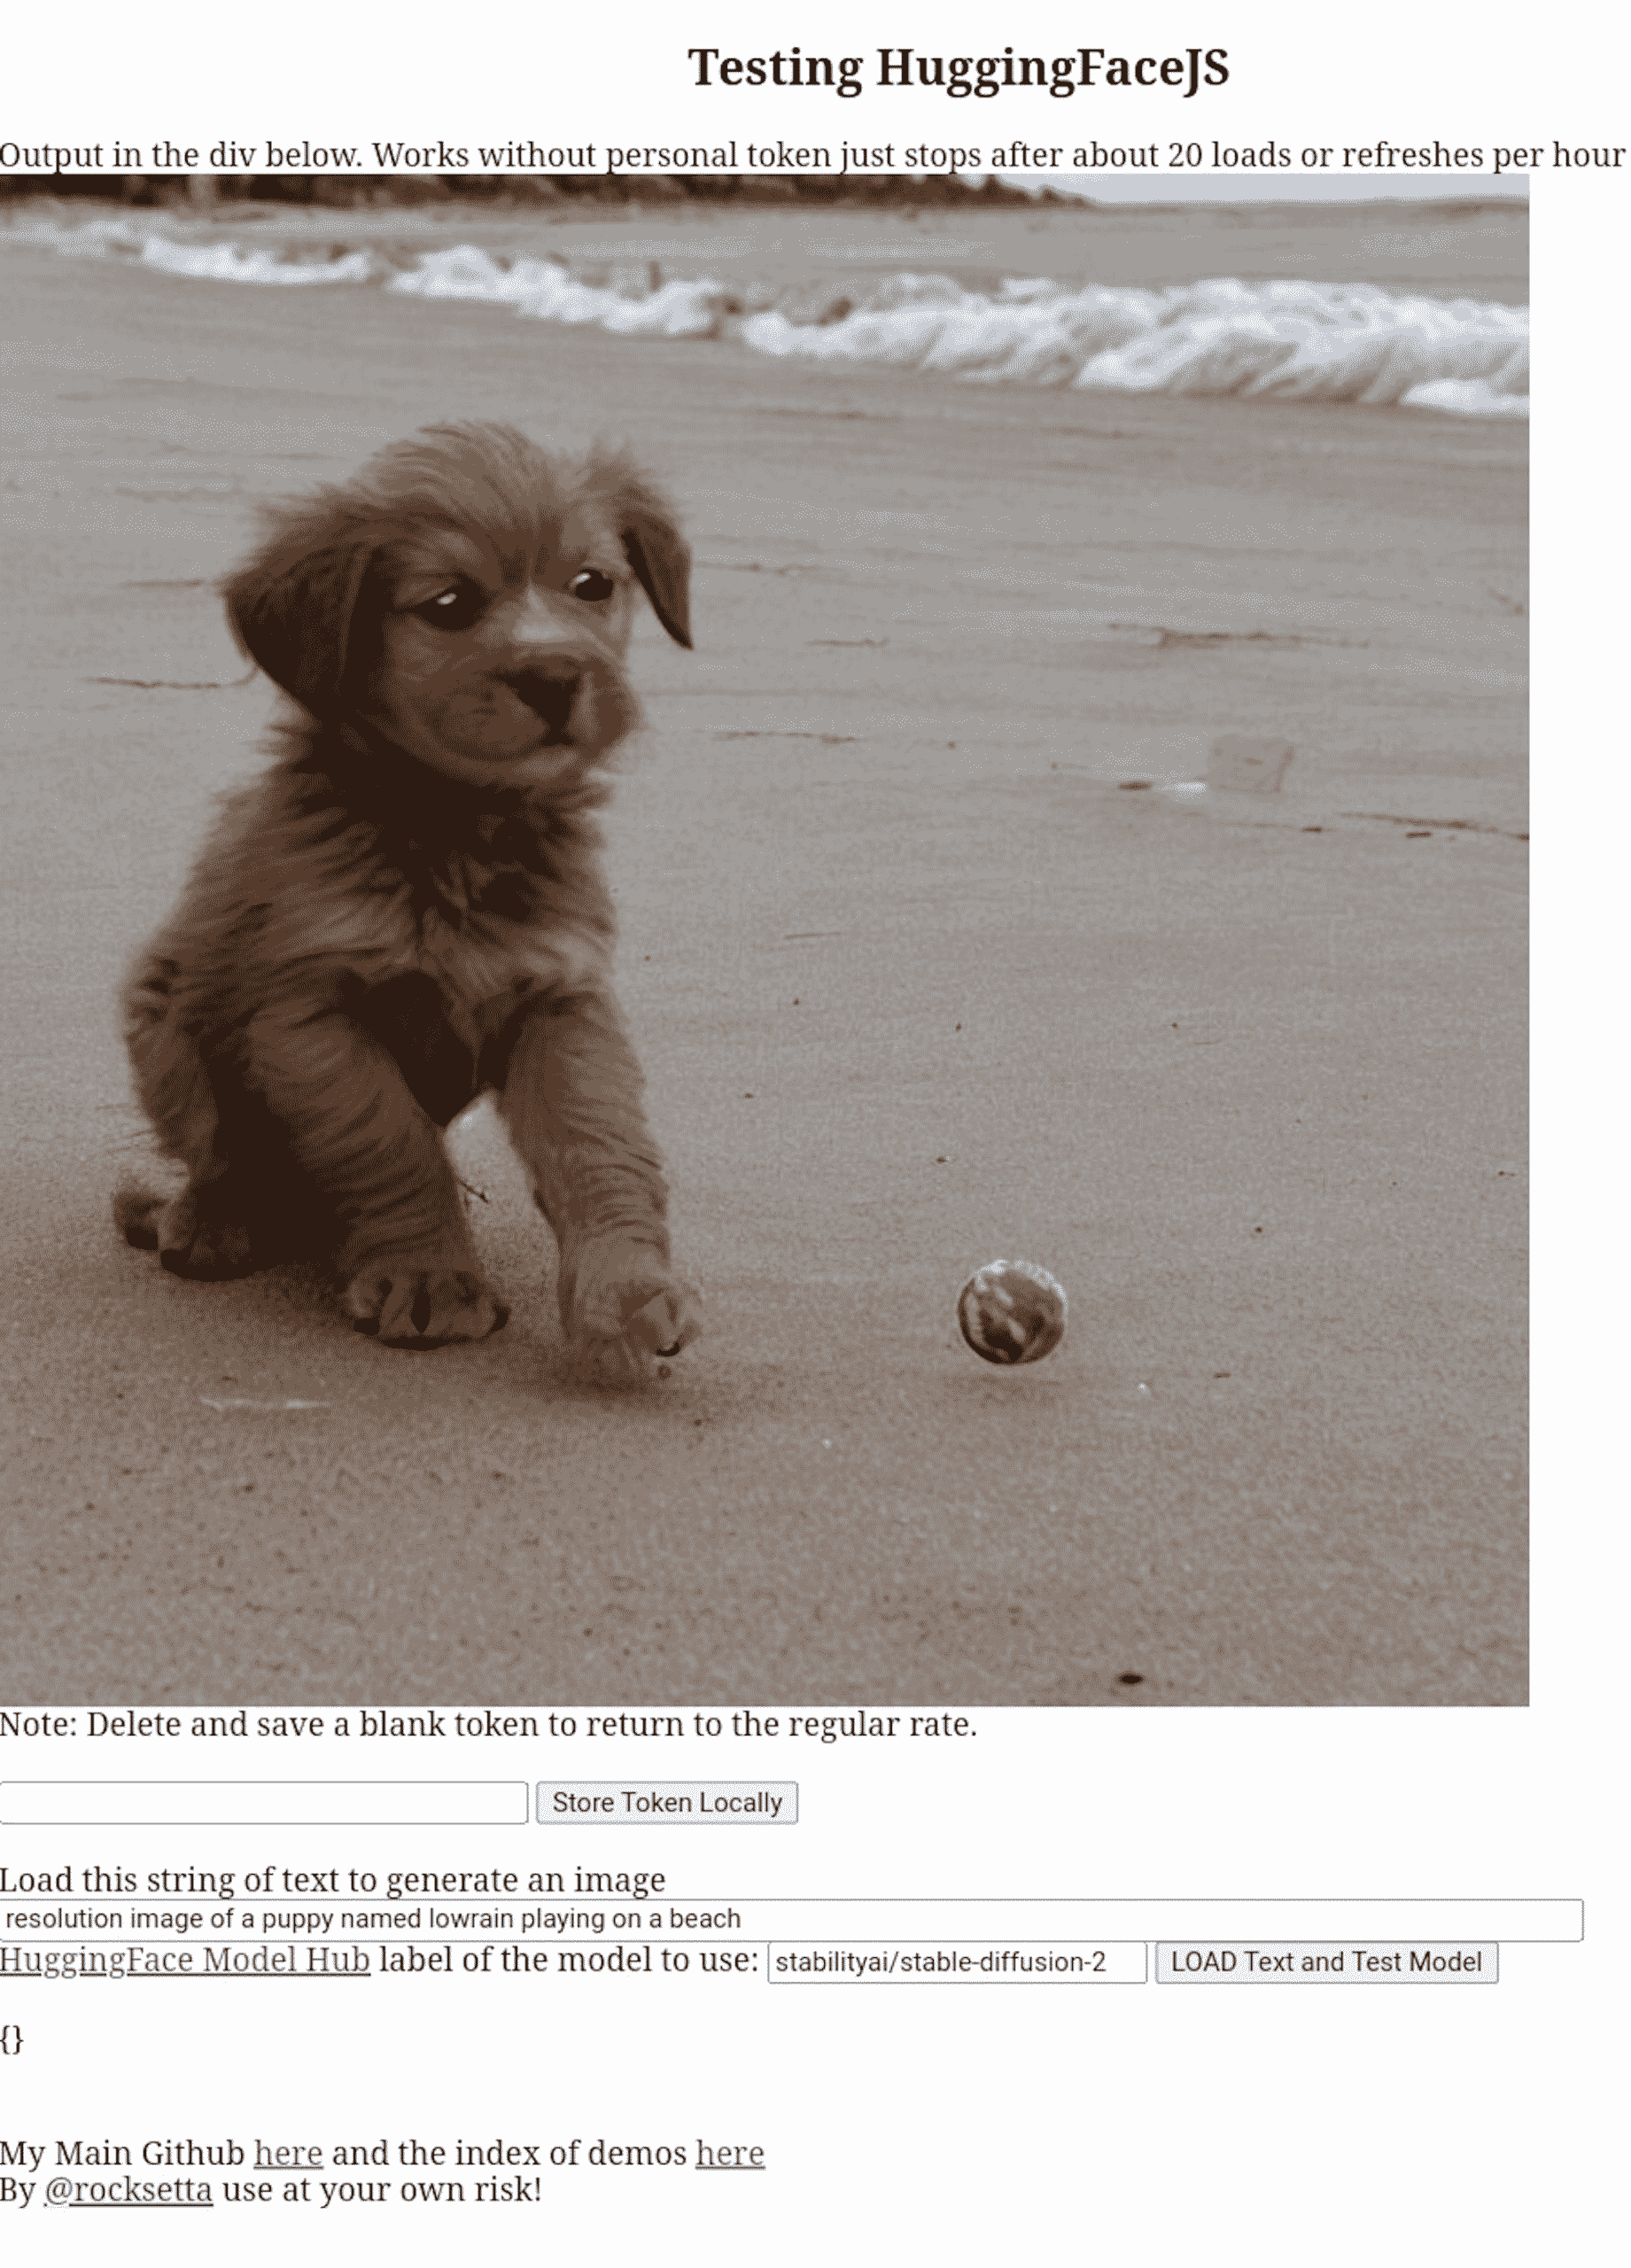 Testing HuggingFaceJS
Output in the div below. Works without personal token just stops after about 20 loads or refreshes per hour
Note: Delete and save a blank token to return to the regular rate.
Store Token Locally
Load this string of text to generate an image
resolution image of a puppy named lowrain playing on a beach
HuggingFace Model Hub label of the model to use: stabilityai/stable-diffusion-2 LOAD Text and Test Model
{}
My Main Github here and the index of demos here
By @rocksetta use at your own risk!